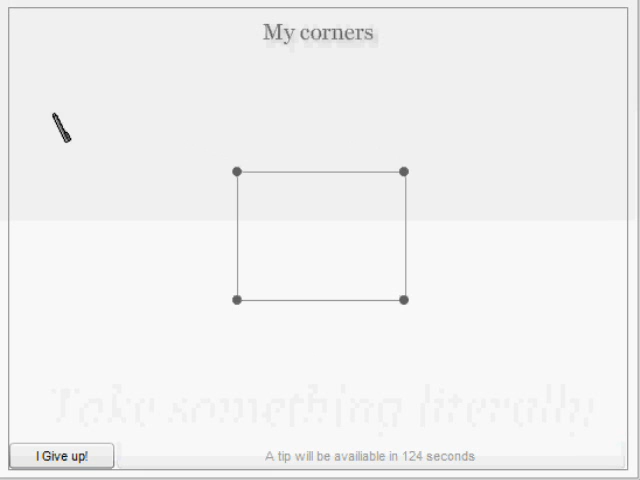 My corners
Take something literally
I Give up!
A tip will be availiable in 124 seconds